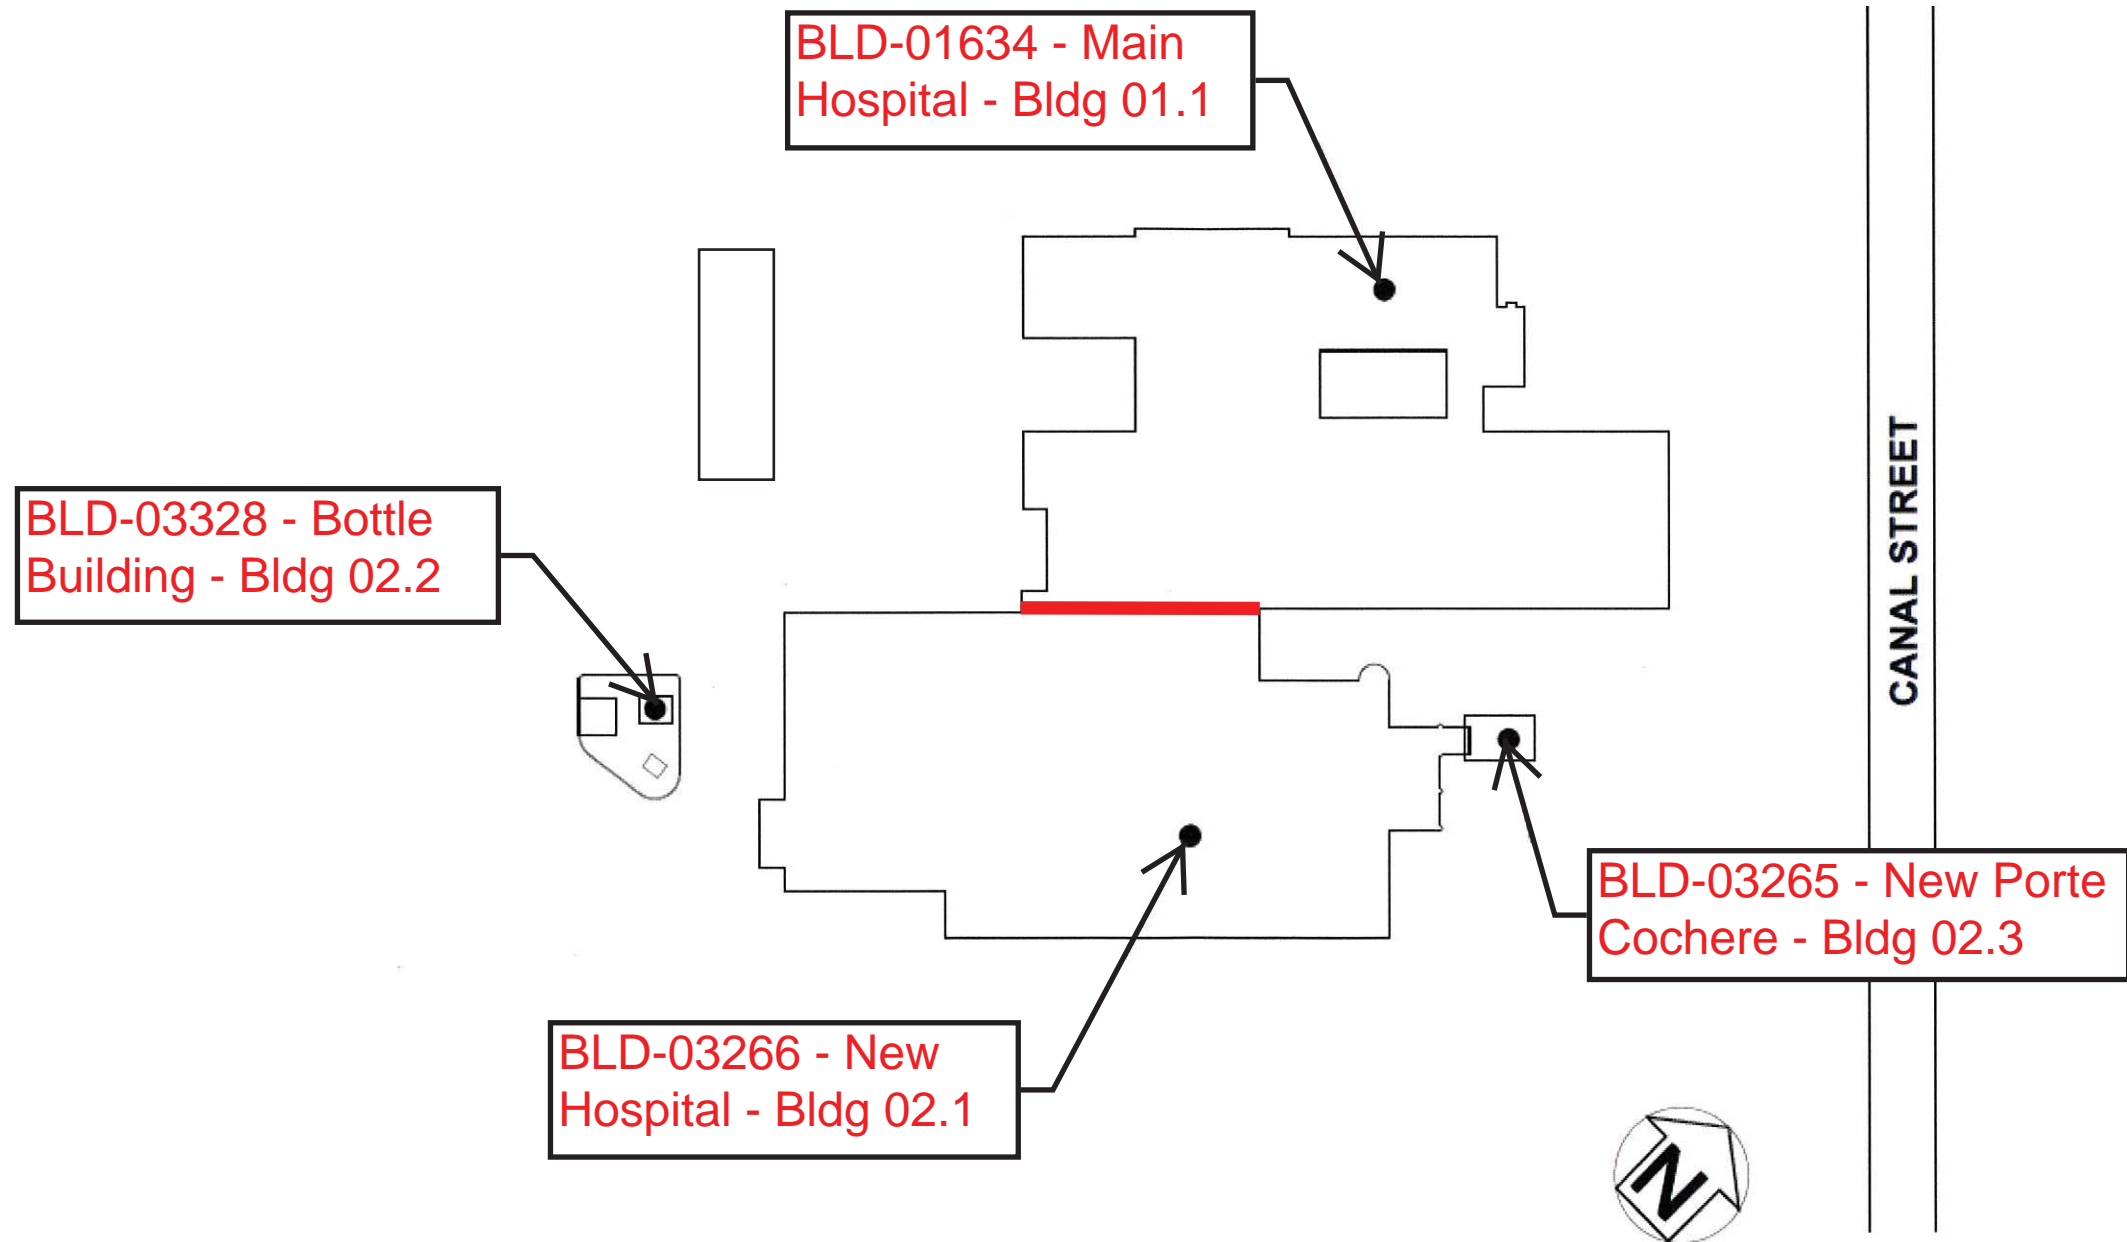 BLD-01634 - Main
Hospital - Bldg 01.1
BLD-03328 - Bottle
Building - Bldg 02.2
CANAL STREET
BLD-03265 - New Porte
Cochere - Bldg 02.3
BLD-03266 - New
Hospital - Bldg 02.1
N